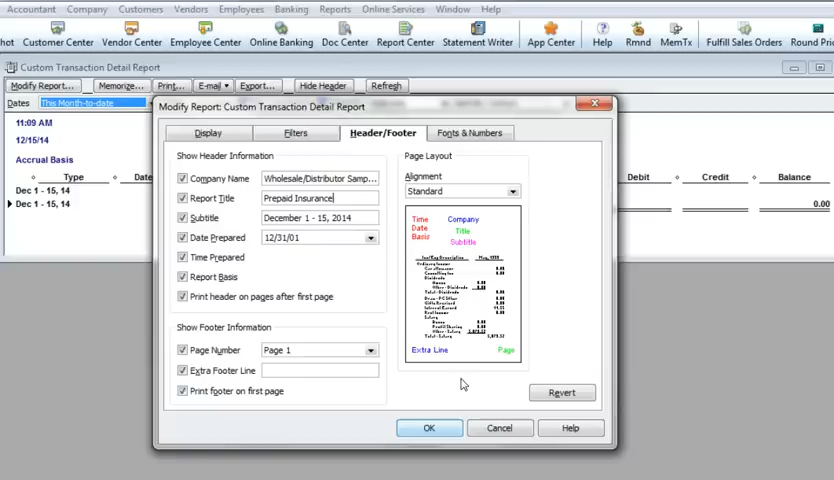 Accountant Company Customers Vendors Employees Banking Reports Online Services Window Help
hot Customer Center Vendor Center Employee Center Online Banking Doc Center Report Center Statement Writer App Center Help Rmnd MemTx Fulfill Sales Orders Round Pri
Custom Transaction Detail Report
Modify Report... Memorize... Print... E-mail Export... Hide Header Refresh
Dates This Month-to-date
11:09 AM
12/15/14
Accrual Basis
Type Date Debit Credit Balance
Dec 1 - 15, 14
Dec 1 - 15, 14 0.00
Modify Report: Custom Transaction Detail Report
Display Filters Header/Footer Fonts & Numbers
Show Header Information
Company Name Wholesale/Distributor Samp...
Report Title Prepaid Insurance
Subtitle December 1 - 15, 2014
Date Prepared 12/31/01
Time Prepared
Report Basis
Print header on pages after first page
Show Footer Information
Page Number Page 1
Extra Footer Line
Print footer on first page
Page Layout
Alignment
Standard
Time Company
Date Title
Basis Subtitle
Extra Line Page
Revert
OK Cancel Help